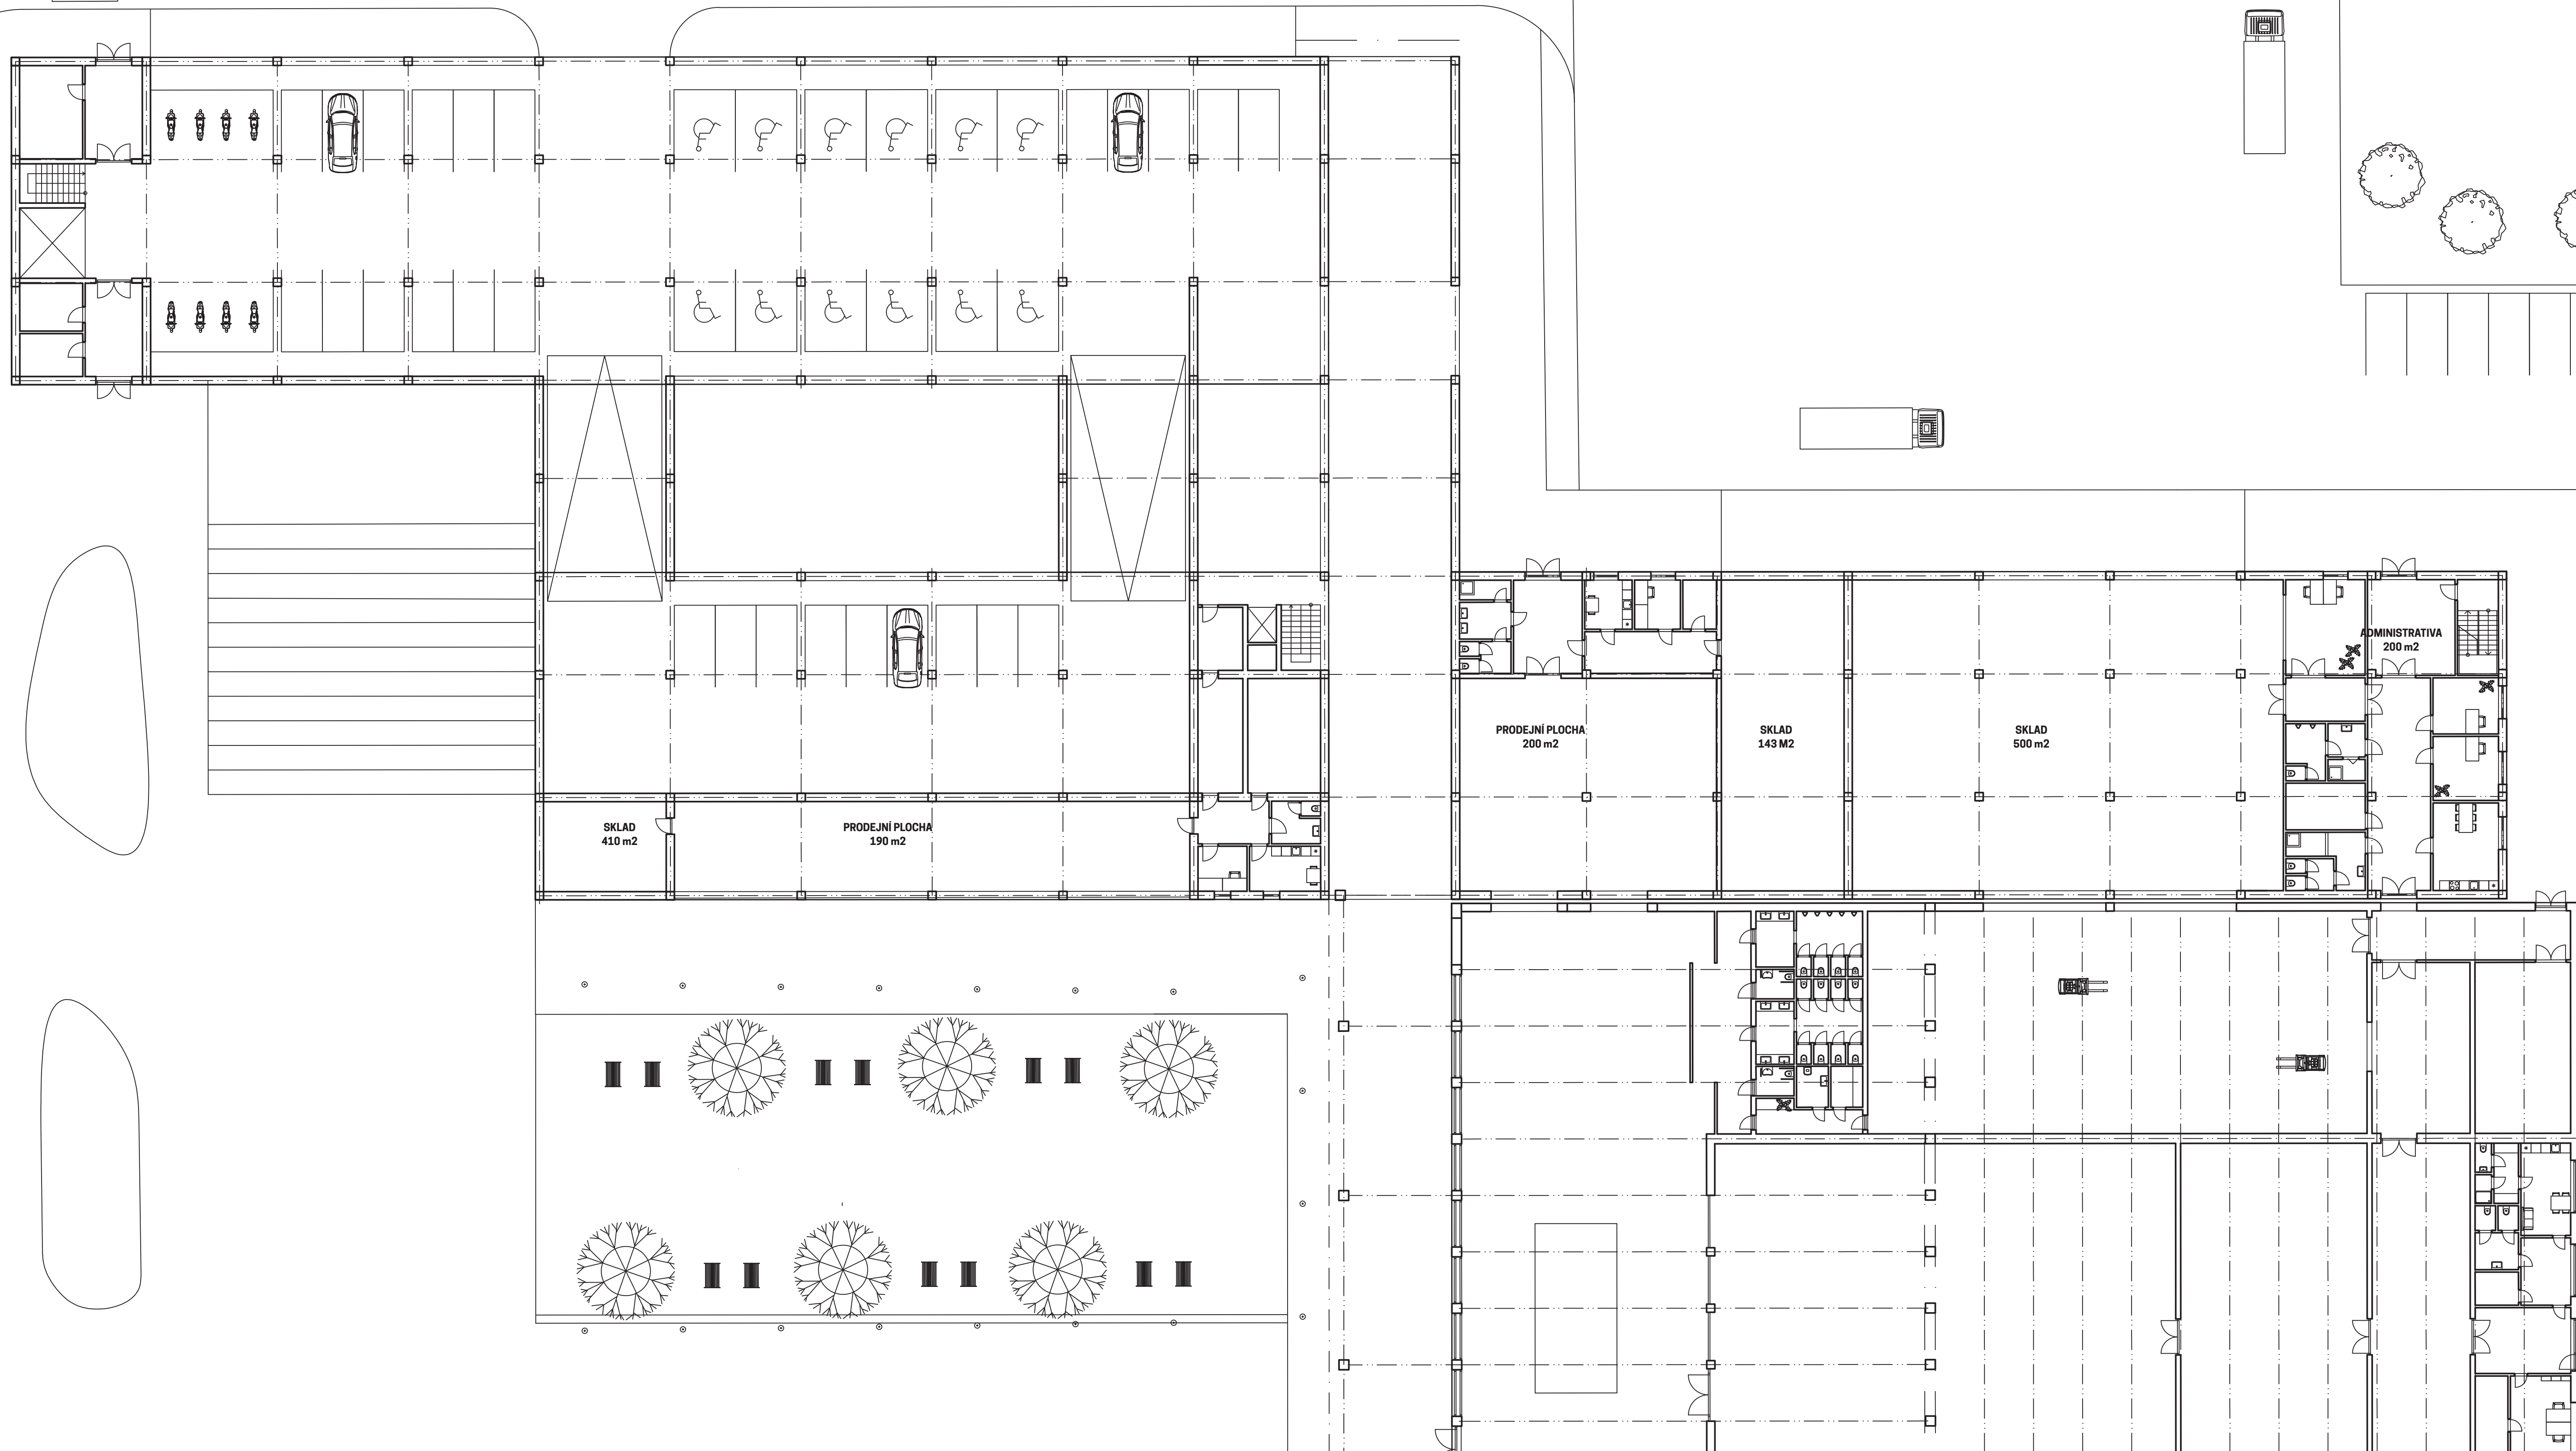 ADMINISTRATIVA
200 m2
PRODEJNÍ PLOCHA
200 m2
SKLAD
143 M2
SKLAD
500 m2
SKLAD
410 m2
PRODEJNÍ PLOCHA
190 m2